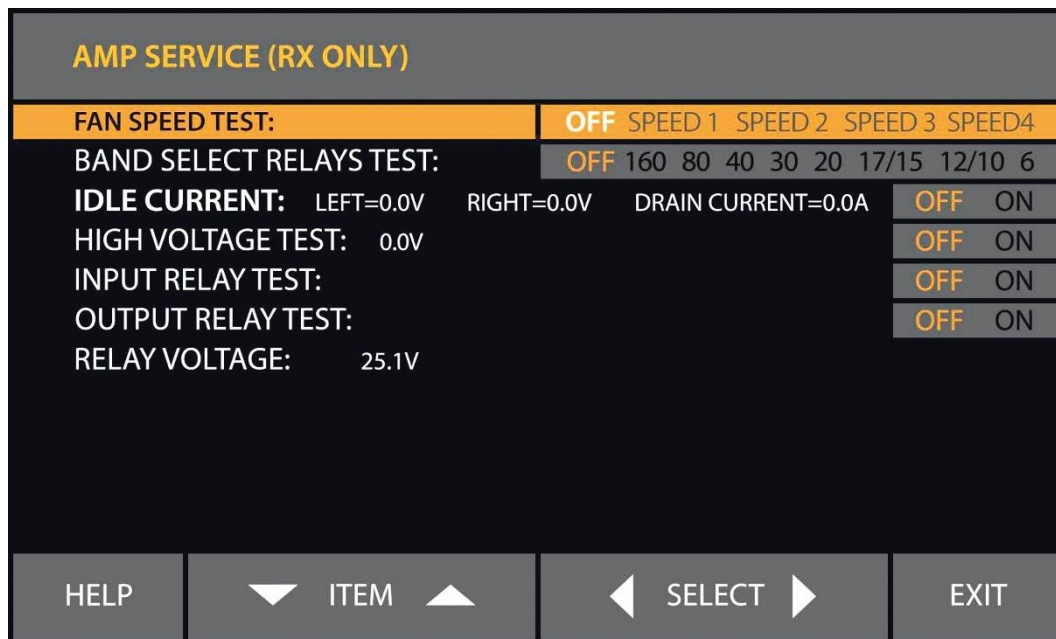 AMP SERVICE (RX ONLY)
FAN SPEED TEST: OFF SPEED 1 SPEED 2 SPEED 3 SPEED4
BAND SELECT RELAYS TEST: OFF 160 80 40 30 20 17/15 12/10 6
IDLE CURRENT: LEFT=0.0V RIGHT=0.0V DRAIN CURRENT=0.0A OFF ON
HIGH VOLTAGE TEST: 0.0V OFF ON
INPUT RELAY TEST: OFF ON
OUTPUT RELAY TEST: OFF ON
RELAY VOLTAGE: 25.1V
HELP ITEM SELECT EXIT